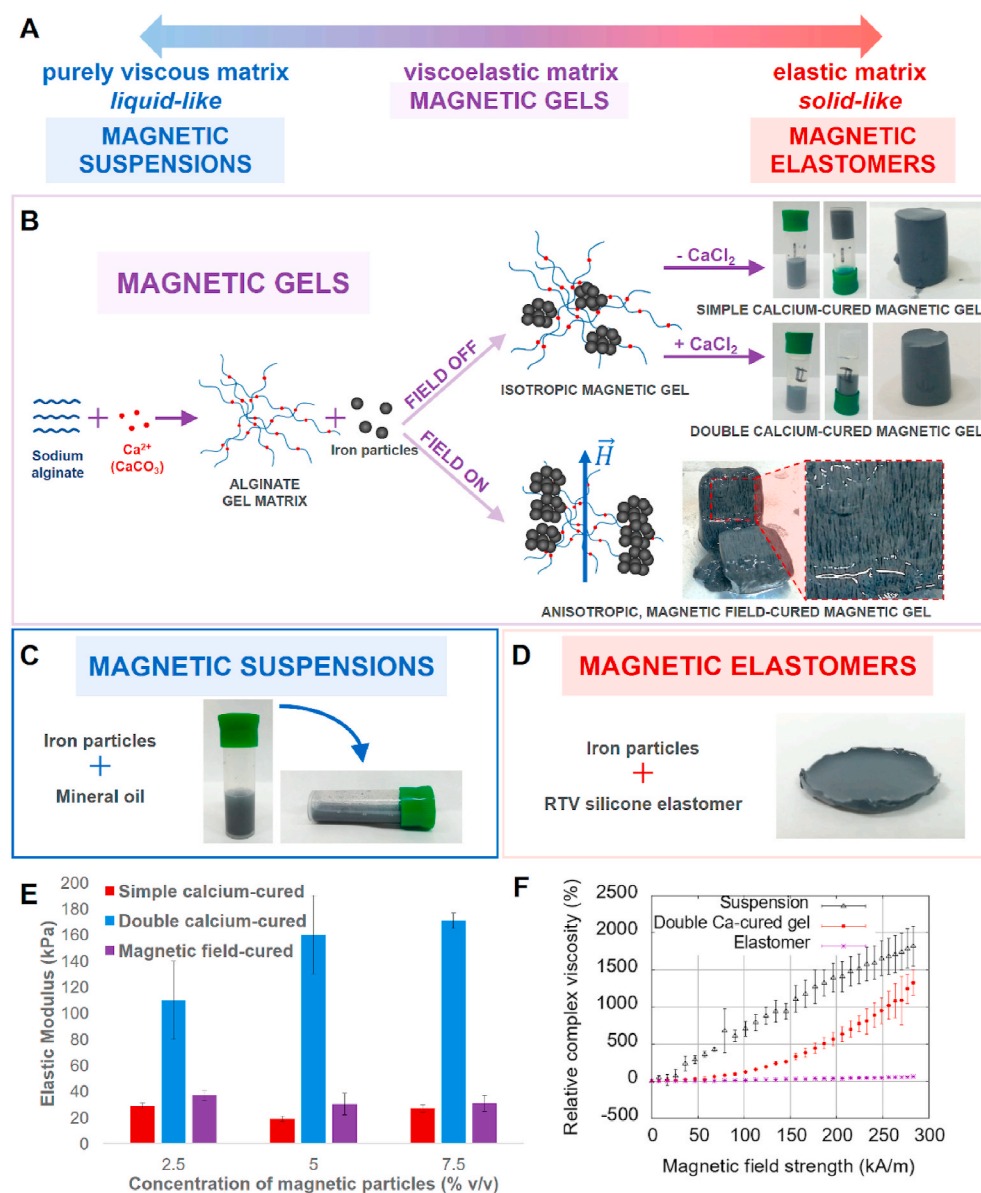 A
purely viscous matrix
liquid-like
MAGNETIC
SUSPENSIONS
viscoelastic matrix
MAGNETIC GELS
elastic matrix
solid-like
MAGNETIC
ELASTOMERS
B
MAGNETIC GELS
Sodium
alginate
+
Ca²⁺
(CaCO₃)
ALGINATE
GEL MATRIX
+
Iron particles
FIELD OFF
FIELD ON
ISOTROPIC MAGNETIC GEL
- CaCl₂
SIMPLE CALCIUM-CURED MAGNETIC GEL
+ CaCl₂
DOUBLE CALCIUM-CURED MAGNETIC GEL
H
ANISOTROPIC, MAGNETIC FIELD-CURED MAGNETIC GEL
C
MAGNETIC SUSPENSIONS
Iron particles
+
Mineral oil
D
MAGNETIC ELASTOMERS
Iron particles
+
RTV silicone elastomer
E
Elastic Modulus (kPa)
200
180
160
140
120
100
80
60
40
20
0
Simple calcium-cured
Double calcium-cured
Magnetic field-cured
2.5 5 7.5
Concentration of magnetic particles (% v/v)
F
Relative complex viscosity (%)
2500
2000
1500
1000
500
0
-500
Suspension
Double Ca-cured gel
Elastomer
0 50 100 150 200 250 300
Magnetic field strength (kA/m)